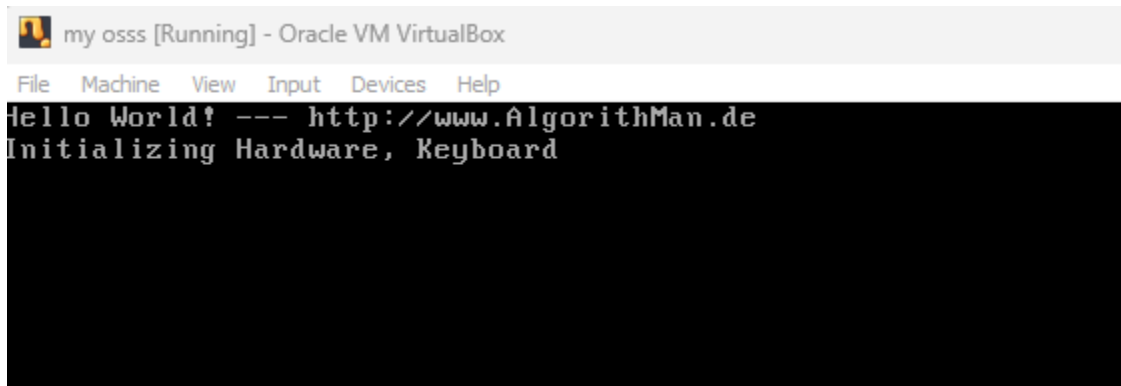 my osss [Running] - Oracle VM VirtualBox
File Machine View Input Devices Help
Hello World! --- http://www.AlgorithMan.de
Initializing Hardware, Keyboard